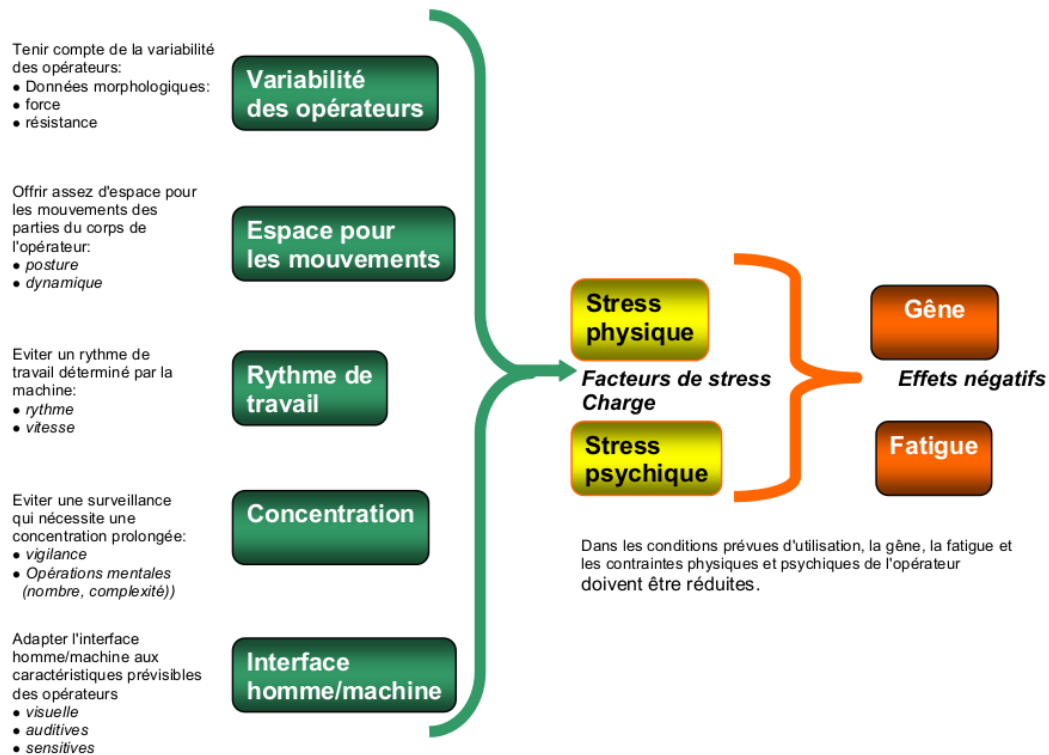 Tenir compte de la variabilité
des opérateurs:
● Données morphologiques:
● force
● résistance
Variabilité
des opérateurs
Offrir assez d'espace pour
les mouvements des
parties du corps de
l'opérateur:
● posture
● dynamique
Espace pour
les mouvements
Eviter un rythme de
travail déterminé par la
machine:
● rythme
● vitesse
Rythme de
travail
Eviter une surveillance
qui nécessite une
concentration prolongée:
● vigilance
● Opérations mentales
(nombre, complexité))
Concentration
Adapter l'interface
homme/machine aux
caractéristiques prévisibles
des opérateurs
● visuelle
● auditives
● sensitives
Interface
homme/machine
Stress
physique
Facteurs de stress
Charge
Stress
psychique
Gêne
Effets négatifs
Fatigue
Dans les conditions prévues d'utilisation, la gêne, la fatigue et
les contraintes physiques et psychiques de l'opérateur
doivent être réduites.